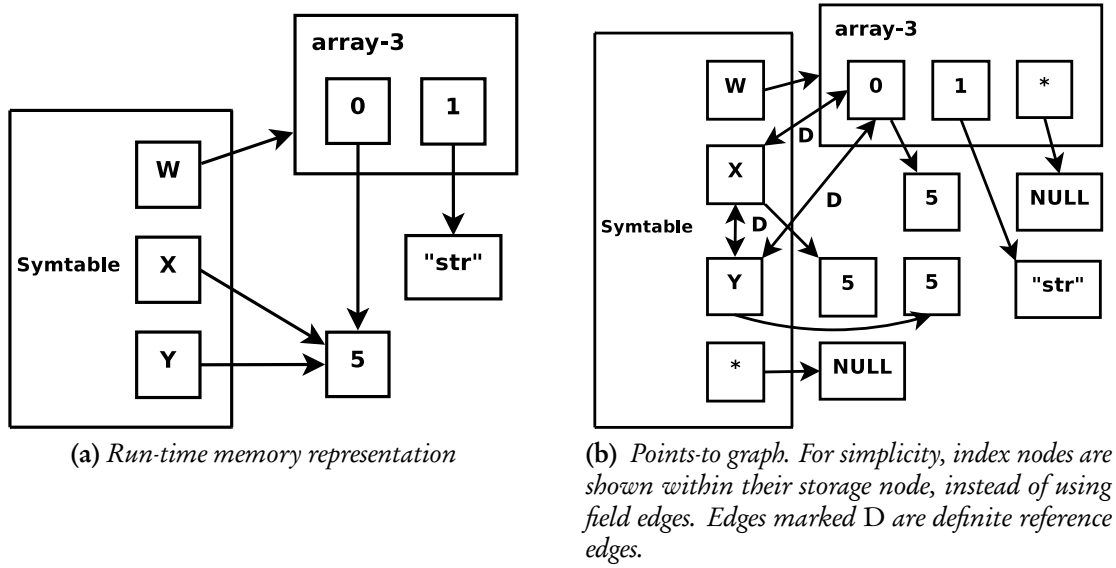 array-3
0
1
W
Symtable
X
Y
"str"
5
(a) Run-time memory representation
array-3
W
0
1
*
D
X
D
5
NULL
Symtable
D
Y
5
5
"str"
*
NULL
(b) Points-to graph. For simplicity, index nodes are
shown within their storage node, instead of using
field edges. Edges marked D are definite reference
edges.